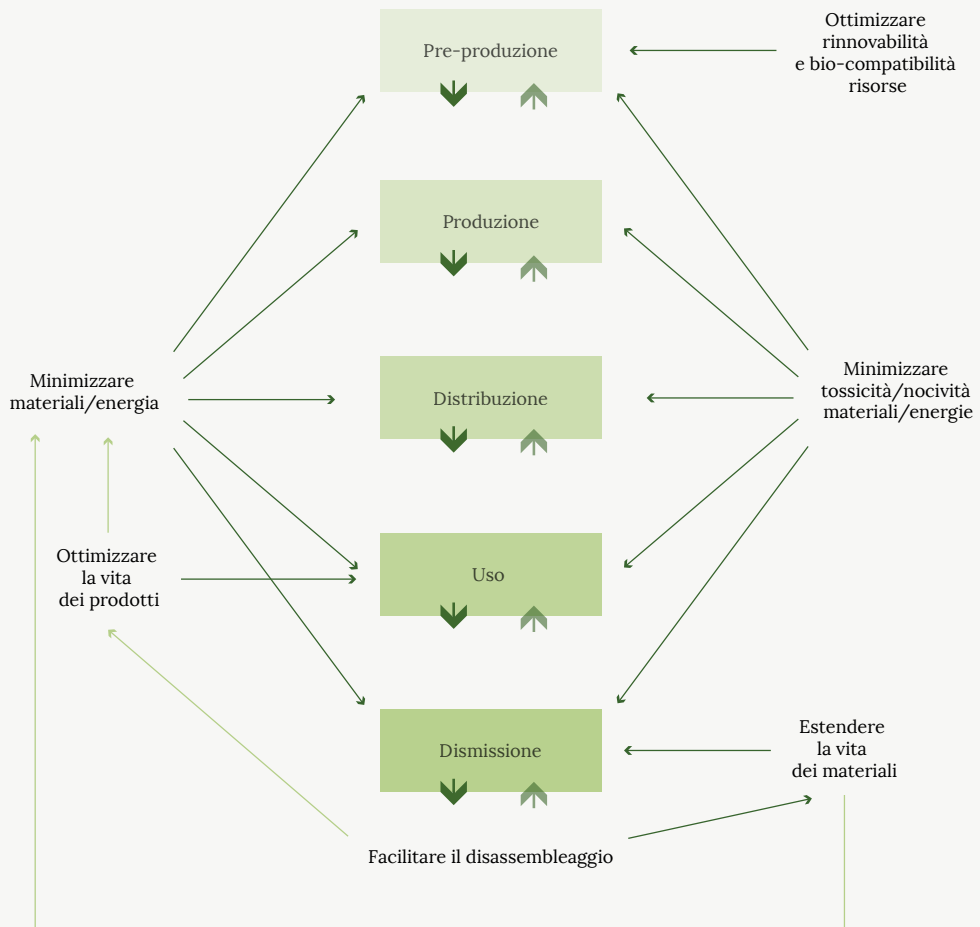 Pre-produzione
Ottimizzare
rinnovabilità
e bio-compatibilità
risorse
Produzione
Minimizzare
materiali/energia
Distribuzione
Minimizzare
tossicità/nocività
materiali/energie
Ottimizzare
la vita
dei prodotti
Uso
Dismissione
Estendere
la vita
dei materiali
Facilitare il disassembleaggio